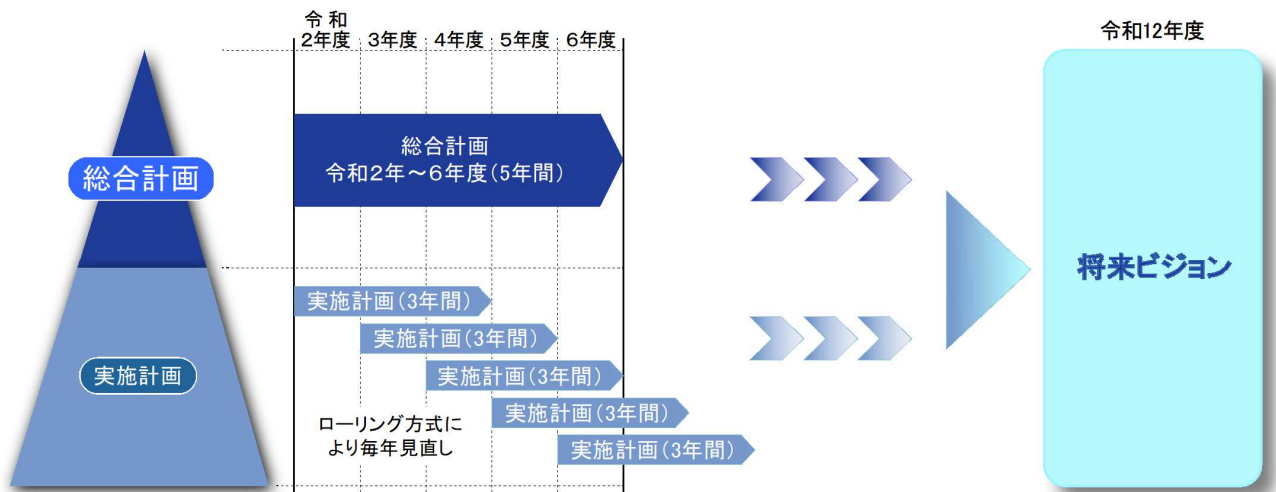 令和
2年度
3年度
4年度
5年度
6年度
令和12年度
総合計画
総合計画
令和2年~6年度(5年間)
将来ビジョン
実施計画
実施計画(3年間)
実施計画(3年間)
実施計画(3年間)
実施計画(3年間)
実施計画(3年間)
ローリング方式に
より毎年見直し